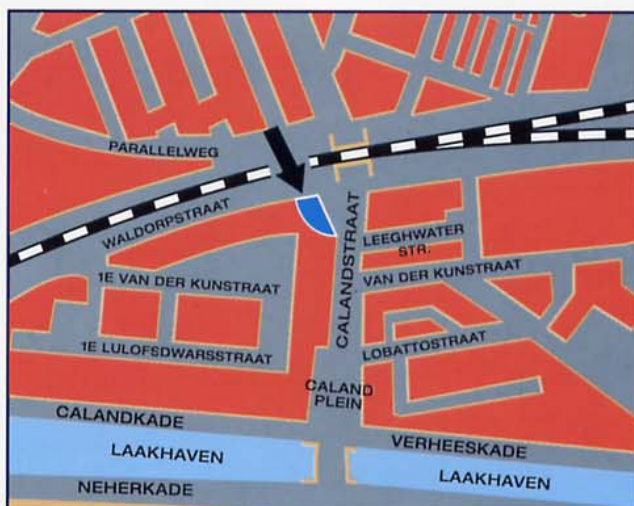 PARALLELWEG
WALDORPSTRAAT
LEEGHWATER
STR.
1E VAN DER KUNSTRAAT
VAN DER KUNSTRAAT
CALANDSTRAAT
1E LULOFSDWARSSTRAAT
LOBATTOSTRAAT
CALAND
PLEIN
CALANDKADE
VERHEESKADE
LAAKHAVEN
LAAKHAVEN
NEHERKADE